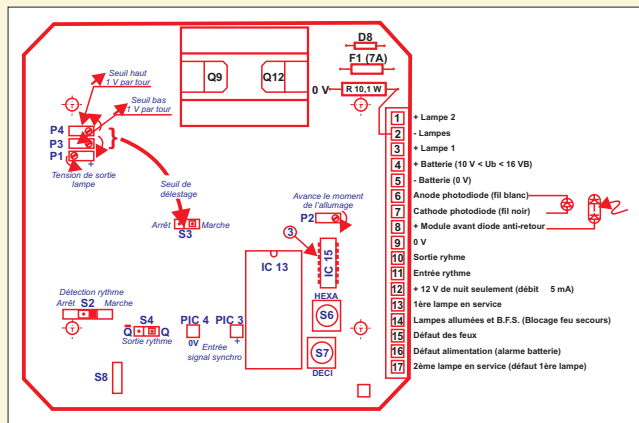 D8
F1 (7A)
Q9
Q12
0 V
R 10,1 W
Seuil haut
1 V par tour
Seuil bas
1 V par tour
P4
P3
P1
+
Tension de sortie
lampe
Seuil de
délestage
Arrêt
Marche
S3
Avance le moment
de l'allumage
P2
3
IC 13
IC 15
HEXA
S6
S7
DECI
Détection rythme
Arrêt
S2
Marche
S4
Q
Q
Sortie rythme
PIC 4
0V
PIC 3
+
Entrée
signal synchro
S8
1 + Lampe 2
2 - Lampes
3 + Lampe 1
4 + Batterie (10 V < Ub < 16 VB)
5 - Batterie (0 V)
6 Anode photodiode (fil blanc)
7 Cathode photodiode (fil noir)
8 + Module avant diode anti-retour
9 0 V
10 Sortie ryhme
11 Entrée rythme
12 + 12 V de nuit seulement (débit 5 mA)
13 1ère lampe en service
14 Lampes allumées et B.F.S. (Blocage feu secours)
15 Défaut des feux
16 Défaut alimentation (alarme batterie)
17 2ème lampe en service (défaut 1ère lampe)